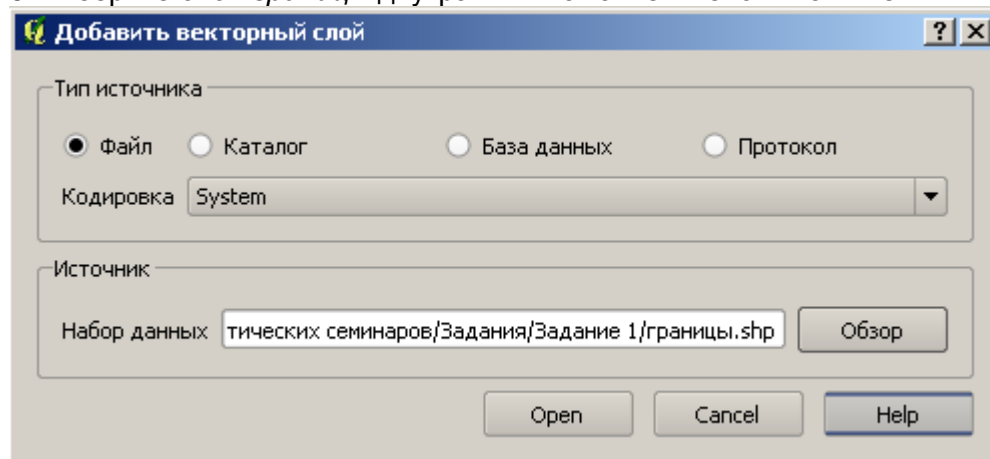 Добавить векторный слой
Тип источника
Файл Каталог База данных Протокол
Кодировка System
Источник
Набор данных тических семинаров/Задания/Задание 1/границы.shp Обзор
Open Cancel Help